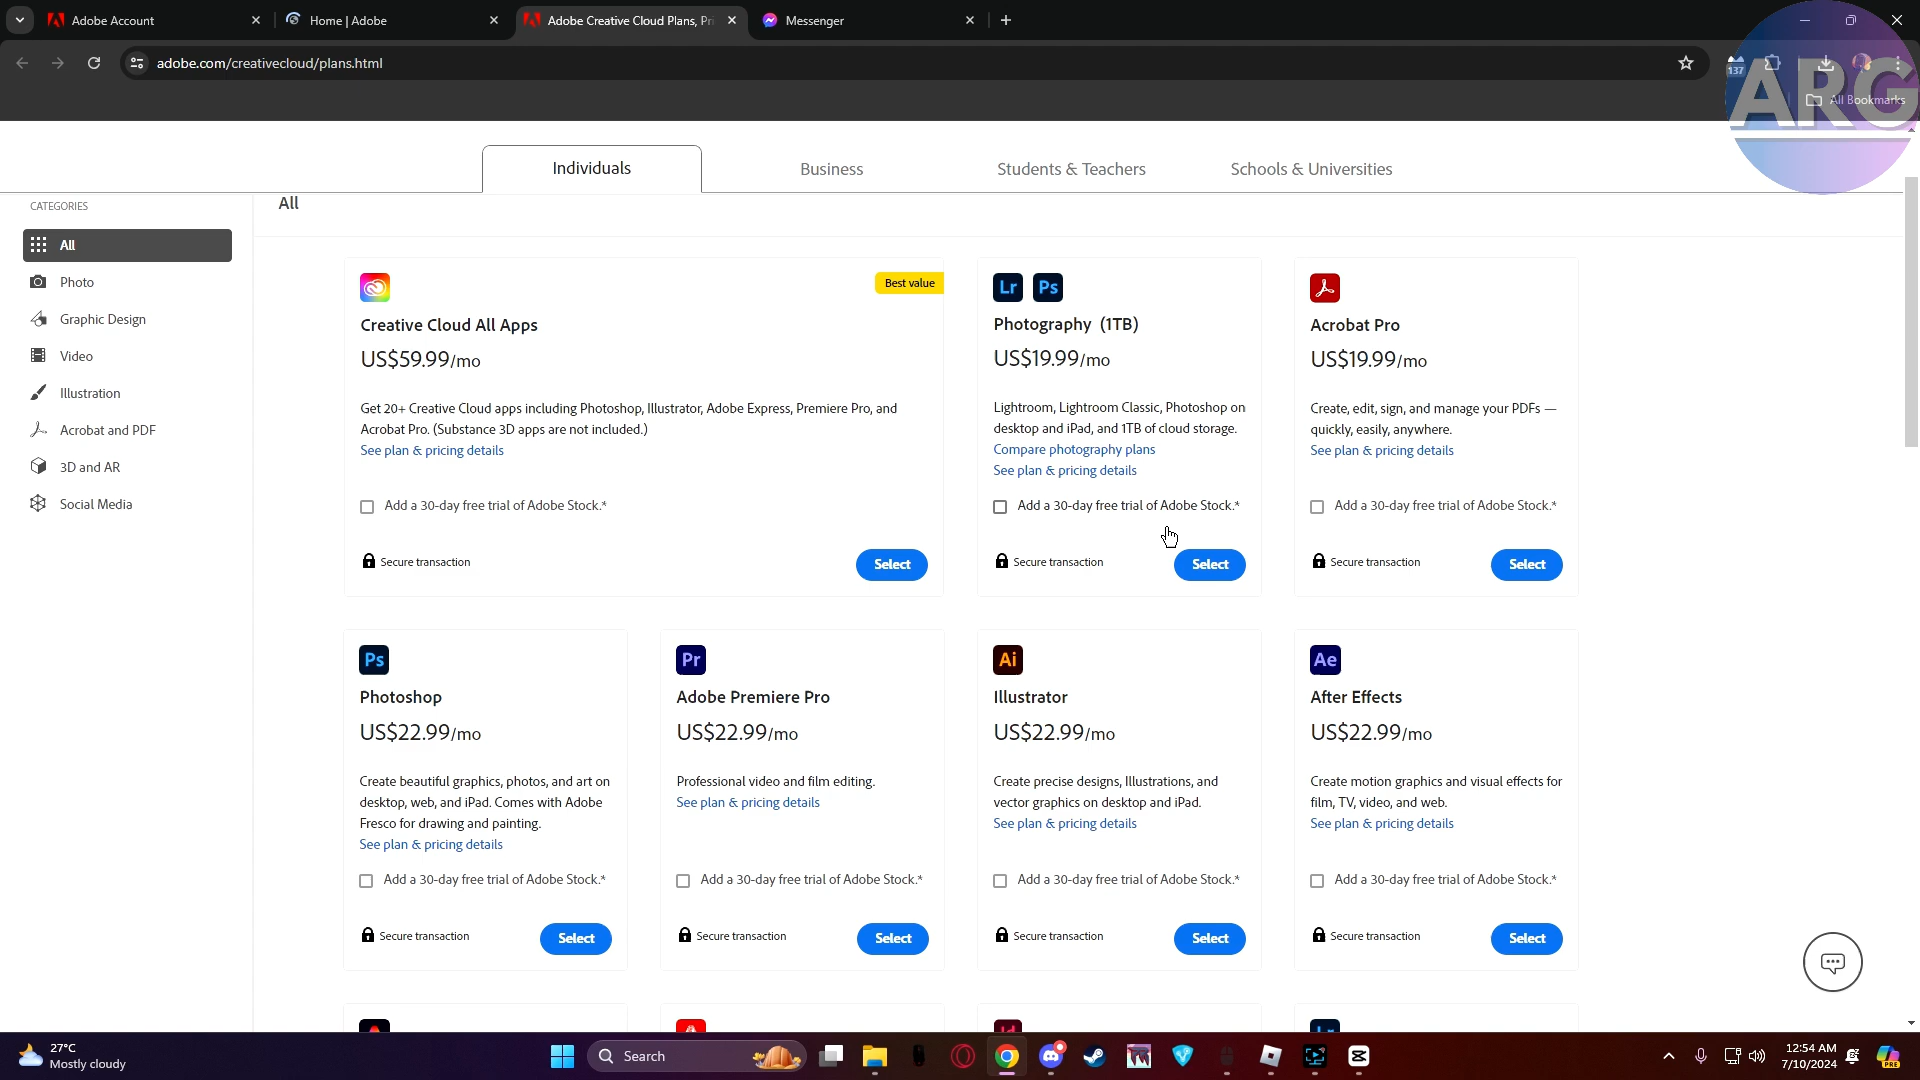 Adobe Account
Home | Adobe
Adobe Creative Cloud Plans, Pri
Messenger
adobe.com/creativecloud/plans.html
137
All Bookmarks
ARG
Individuals
Business
Students & Teachers
Schools & Universities
CATEGORIES
All
Photo
Graphic Design
Video
Illustration
Acrobat and PDF
3D and AR
Social Media
All
Best value
Creative Cloud All Apps
US$59.99/mo
Get 20+ Creative Cloud apps including Photoshop, Illustrator, Adobe Express, Premiere Pro, and
Acrobat Pro. (Substance 3D apps are not included.)
See plan & pricing details
Add a 30-day free trial of Adobe Stock.*
Secure transaction
Select
Lr Ps
Photography (1TB)
US$19.99/mo
Lightroom, Lightroom Classic, Photoshop on
desktop and iPad, and 1TB of cloud storage.
Compare photography plans
See plan & pricing details
Add a 30-day free trial of Adobe Stock.*
Secure transaction
Select
Acrobat Pro
US$19.99/mo
Create, edit, sign, and manage your PDFs —
quickly, easily, anywhere.
See plan & pricing details
Add a 30-day free trial of Adobe Stock.*
Secure transaction
Select
Ps
Photoshop
US$22.99/mo
Create beautiful graphics, photos, and art on
desktop, web, and iPad. Comes with Adobe
Fresco for drawing and painting.
See plan & pricing details
Add a 30-day free trial of Adobe Stock.*
Secure transaction
Select
Pr
Adobe Premiere Pro
US$22.99/mo
Professional video and film editing.
See plan & pricing details
Add a 30-day free trial of Adobe Stock.*
Secure transaction
Select
Ai
Illustrator
US$22.99/mo
Create precise designs, Illustrations, and
vector graphics on desktop and iPad.
See plan & pricing details
Add a 30-day free trial of Adobe Stock.*
Secure transaction
Select
Ae
After Effects
US$22.99/mo
Create motion graphics and visual effects for
film, TV, video, and web.
See plan & pricing details
Add a 30-day free trial of Adobe Stock.*
Secure transaction
Select
27°C
Mostly cloudy
Search
12:54 AM
7/10/2024
PRE